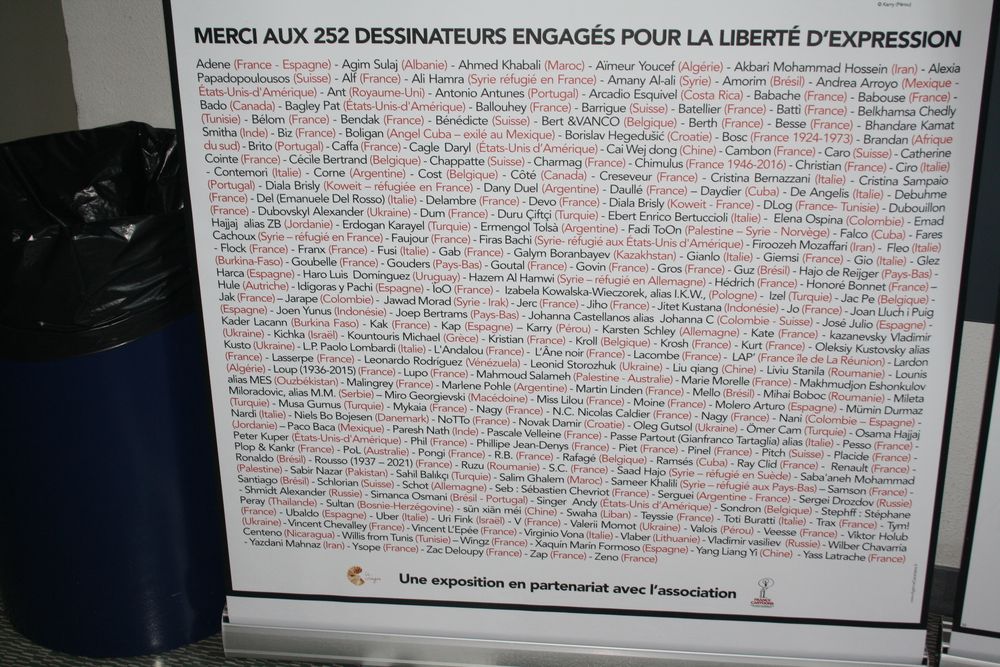 © Karry (Pérou)
MERCI AUX 252 DESSINATEURS ENGAGÉS POUR LA LIBERTÉ D'EXPRESSION
Adene (France - Espagne) - Agim Sulaj (Albanie) - Ahmed Khabali (Maroc) - Aïmeur Youcef (Algérie) - Akbari Mohammad Hossein (Iran) - Alexia
Papadopoulousos (Suisse) - Alf (France) - Ali Hamra (Syrie réfugié en France) - Amany Al-ali (Syrie) - Amorim (Brésil) - Andrea Arroyo (Mexique -
États-Unis-d'Amérique) - Ant (Royaume-Uni) - Antonio Antunes (Portugal) - Arcadio Esquivel (Costa Rica) - Babache (France) - Babouse (France) -
Bado (Canada) - Bagley Pat (États-Unis-d'Amérique) - Ballouhey (France) - Barrigue (Suisse) - Batellier (France) - Batti (France) - Belkhamsa Chedly
(Tunisie) - Bélom (France) - Bendak (France) - Bénédicte (Suisse) - Bert &VANCO (Belgique) - Berth (France) - Besse (France) - Bhandare Kamat
Smitha (Inde) - Biz (France) - Boligan (Angel Cuba – exilé au Mexique) - Borislav Hegedušić (Croatie) - Bosc (France 1924-1973) - Brandan (Afrique
du sud) - Brito (Portugal) - Caffa (France) - Cagle Daryl (États-Unis d'Amérique) - Cai Wej dong (Chine) - Cambon (France) - Caro (Suisse) - Catherine
Cointe (France) - Cécile Bertrand (Belgique) - Chappatte (Suisse) - Charmag (France) - Chimulus (France 1946-2016) - Christian (France) - Ciro (Italie)
- Contemori (Italie) - Corne (Argentine) - Cost (Belgique) - Côté (Canada) - Creseveur (France) - Cristina Bernazzani (Italie) - Cristina Sampaio
(Portugal) - Diala Brisly (Koweit – réfugiée en France) - Dany Duel (Argentine) - Daullé (France) – Daydier (Cuba) - De Angelis (Italie) - Debuhme
(France) - Del (Emanuele Del Rosso) (Italie) - Delambre (France) - Devo (France) - Diala Brisly (Koweit - France) - DLog (France- Tunisie) - Dubouillon
(France) - Dubovskyl Alexander (Ukraine) - Dum (France) - Duru Çiftçi (Turquie) - Ebert Enrico Bertuccioli (Italie) - Elena Ospina (Colombie) - Emad
Hajjaj alias ZB (Jordanie) - Erdogan Karayel (Turquie) - Ermengol Tolsà (Argentine) - Fadi ToOn (Palestine – Syrie - Norvège) - Falco (Cuba) - Fares
Cachoux (Syrie – réfugié en France) - Faujour (France) - Firas Bachi (Syrie- réfugié aux États-Unis d'Amérique) - Firoozeh Mozaffari (Iran) - Fleo (Italie)
- Flock (France) - Franx (France) - Fusi (Italie) - Gab (France) - Galym Boranbayev (Kazakhstan) - Gianlo (Italie) - Giemsi (France) - Gio (Italie) - Glez
(Burkina-Faso) - Goubelle (France) - Gouders (Pays-Bas) - Goutal (France) - Govin (France) - Gros (France) - Guz (Brésil) - Hajo de Reijger (Pays-Bas) -
Harca (Espagne) - Haro Luis Dominguez (Uruguay) - Hazem Al Hamwi (Syrie – réfugié en Allemagne) - Hédrich (France) - Honoré Bonnet (France) –
Hule (Autriche) - Idígoras y Pachi (Espagne) - IoO (France) - Izabela Kowalska-Wieczorek, alias I.K.W., (Pologne) - Izel (Turquie) - Jac Pe (Belgique) -
Jak (France) – Jarape (Colombie) - Jawad Morad (Syrie - Irak) - Jerc (France) - Jiho (France) - Jitet Kustana (Indonésie) - Jo (France) - Joan Lluch i Puig
(Espagne) - Joen Yunus (Indonésie) - Joep Bertrams (Pays-Bas) - Johanna Castellanos alias Johanna C (Colombie - Suisse) - José Julio (Espagne) -
Kader Lacann (Burkina Faso) - Kak (France) - Kap (Espagne) – Karry (Pérou) - Karsten Schley (Allemagne) - Kate (France) - kazanevsky Vladimir
(Ukraine) - Kichka (Israël) - Kountouris Michael (Grèce) - Kristian (France) - Kroll (Belgique) - Krosh (France) - Kurt (France) - Oleksiy Kustovsky alias
Kusto (Ukraine) - L.P. Paolo Lombardi (Italie) - L'Andalou (France) - L'Âne noir (France) - Lacombe (France) - LAP' (France île de La Réunion) - Lardon
(France) - Lasserpe (France) - Leonardo Rodriguez (Vénézuela) - Leonid Storozhuk (Ukraine) - Liu qiang (Chine) - Liviu Stanila (Roumanie) - Lounis
(Algérie) - Loup (1936-2015) (France) - Lupo (France) - Mahmoud Salameh (Palestine - Australie) - Marie Morelle (France) - Makhmudjon Eshonkulov
alias MES (Ouzbékistan) - Malingrey (France) - Marlene Pohle (Argentine) - Martin Linden (France) - Mello (Brésil) - Mihai Boboc (Roumanie) - Mileta
Miloradovic, alias M.M. (Serbie) – Miro Georgievski (Macédoine) - Miss Lilou (France) - Moine (France) - Molero Arturo (Espagne) - Mümin Durmaz
(Turquie) - Musa Gumus (Turquie) - Mykaia (France) - Nagy (France) - N.C. Nicolas Caldier (France) - Nagy (France) - Nani (Colombie – Espagne) -
Nardi (Italie) - Niels Bo Bojesen (Danemark) - NoTTo (France) - Novak Damir (Croatie) - Oleg Gutsol (Ukraine) - Ömer Cam (Turquie) - Osama Hajjaj
(Jordanie) – Paco Baca (Mexique) - Paresh Nath (Inde) - Pascale Velleine (France) - Passe Partout (Gianfranco Tartaglia) alias (Italie) - Pesso (France) -
Peter Kuper (États-Unis-d'Amérique) - Phil (France) - Phillipe Jean-Denys (France) - Piet (France) - Pinel (France) - Pitch (Suisse) - Placide (France) -
Plop & Kankr (France) - PoL (Australie) - Pongi (France) - R.B. (France) - Rafagé (Belgique) - Ramsés (Cuba) - Ray Clid (France) - Renault (France) -
Ronaldo (Brésil) - Rousso (1937 – 2021) (France) - Ruzu (Roumanie) - S.C. (France) - Saad Hajo (Syrie – réfugié en Suède) - Saba'aneh Mohammad
(Palestine) - Sabir Nazar (Pakistan) - Sahil Balıkçı (Turquie) - Salim Ghalem (Maroc) - Sameer Khalili (Syrie – réfugié aux Pays-Bas) - Samson (France) -
Santiago (Brésil) - Schlorian (Suisse) - Schot (Allemagne) - Seb : Sébastien Chevriot (France) - Serguei (Argentine - France) - Sergei Drozdov (Russie)
- Shmidt Alexander (Russie) - Simanca Osmani (Brésil - Portugal) - Singer Andy (États-Unis d'Amérique) - Sondron (Belgique) - Stephff : Stéphane
Peray (Thaïlande) - Sultan (Bosnie-Herzégovine) - sün xiān méi (Chine) - Swaha (Liban) - Teyssie (France) - Toti Buratti (Italie) - Trax (France) - Tym!
(France) - Ubaldo (Espagne) - Uber (Italie) - Uri Fink (Israël) - V (France) - Valerii Momot (Ukraine) - Valois (Pérou) - Veesse (France) - Viktor Holub
(Ukraine) - Vincent Chevalley (France) - Vincent L'Epée (France) - Virginio Vona (Italie) - Vlaber (Lithuanie) - Vladimir vasiliev (Russie) - Wilber Chavarria
Centeno (Nicaragua) - Willis from Tunis (Tunisie) – Wingz (France) - Xaquín Marín Formoso (Espagne) - Yang Liang Yi (Chine) - Yass Latrache (France)
- Yazdani Mahnaz (Iran) - Ysope (France) - Zac Deloupy (France) - Zap (France) - Zeno (France)
Une exposition en partenariat avec l'association
FRANCE
CARTOONS